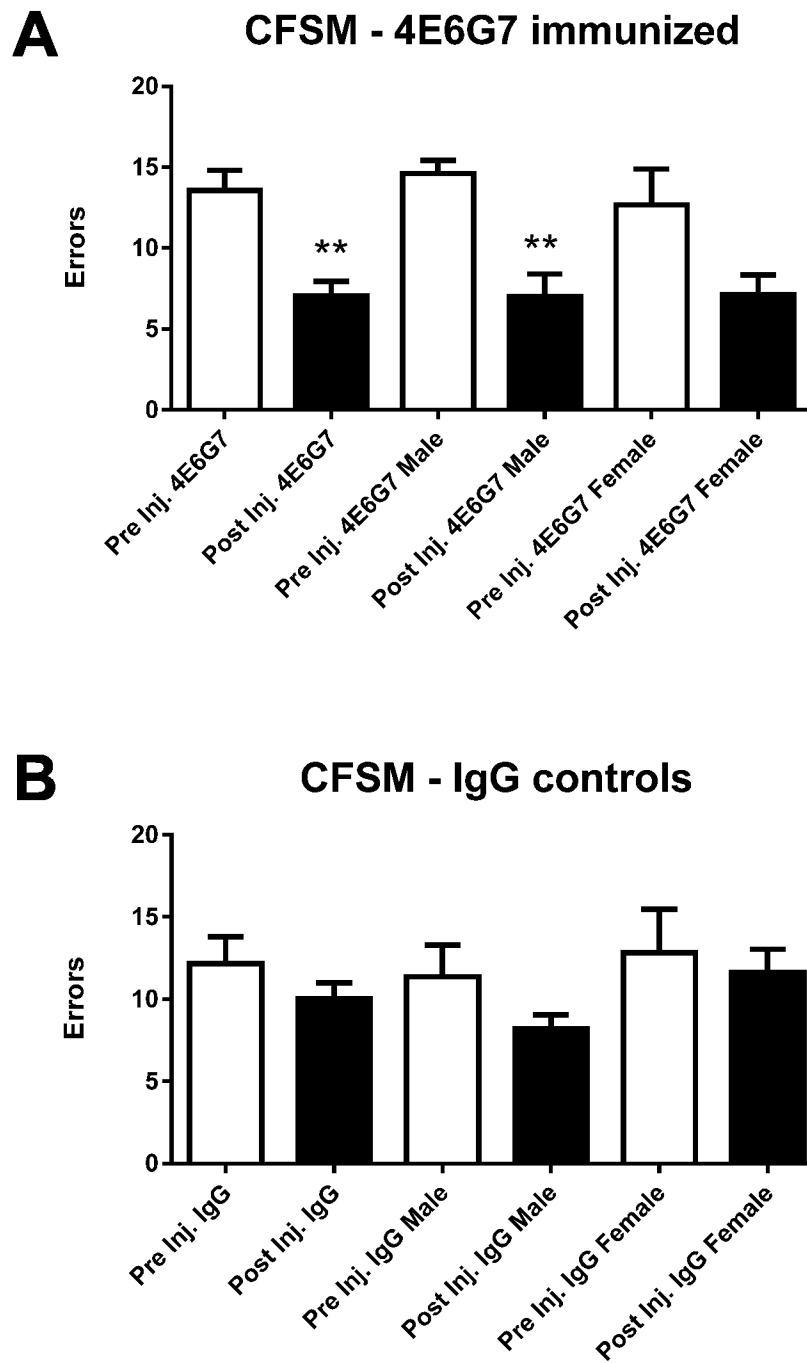 A
CFSM - 4E6G7 immunized
20
15
10
5
0
Errors
**
**
Pre Inj. 4E6G7
Post Inj. 4E6G7
Pre Inj. 4E6G7 Male
Post Inj. 4E6G7 Male
Pre Inj. 4E6G7 Female
Post Inj. 4E6G7 Female
B
CFSM - IgG controls
20
15
10
5
0
Errors
Pre Inj. IgG
Post Inj. IgG
Pre Inj. IgG Male
Post Inj. IgG Male
Pre Inj. IgG Female
Post Inj. IgG Female